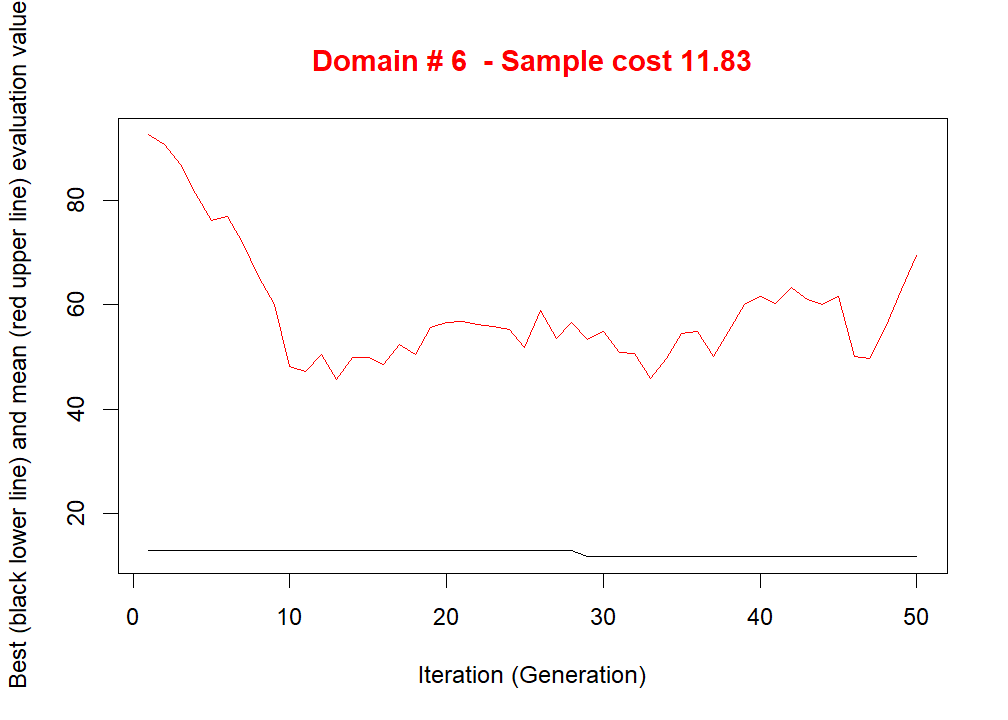 Domain # 6  - Sample cost 11.83
Best (black lower line) and mean (red upper line) evaluation value
80
60
40
20
0 10 20 30 40 50
Iteration (Generation)